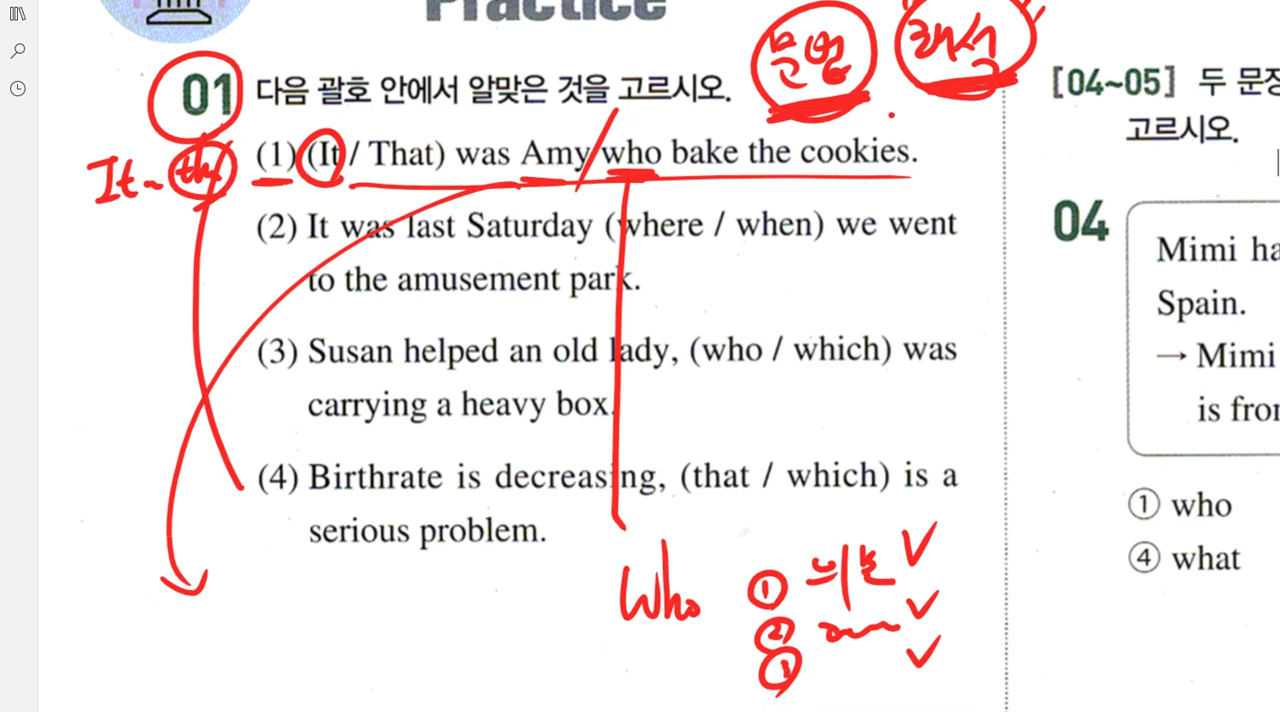 Practice
문법 해석
01 다음 괄호 안에서 알맞은 것을 고르시오.
It ~
(1) (It / That) was Amy who bake the cookies.
(2) It was last Saturday (where / when) we went
to the amusement park.
(3) Susan helped an old lady, (who / which) was
carrying a heavy box.
(4) Birthrate is decreasing, (that / which) is a
serious problem.
Who ① 의문
②
③
[04~05] 두 문장
고르시오.
04
Mimi ha
Spain.
→ Mimi
is from
① who
④ what